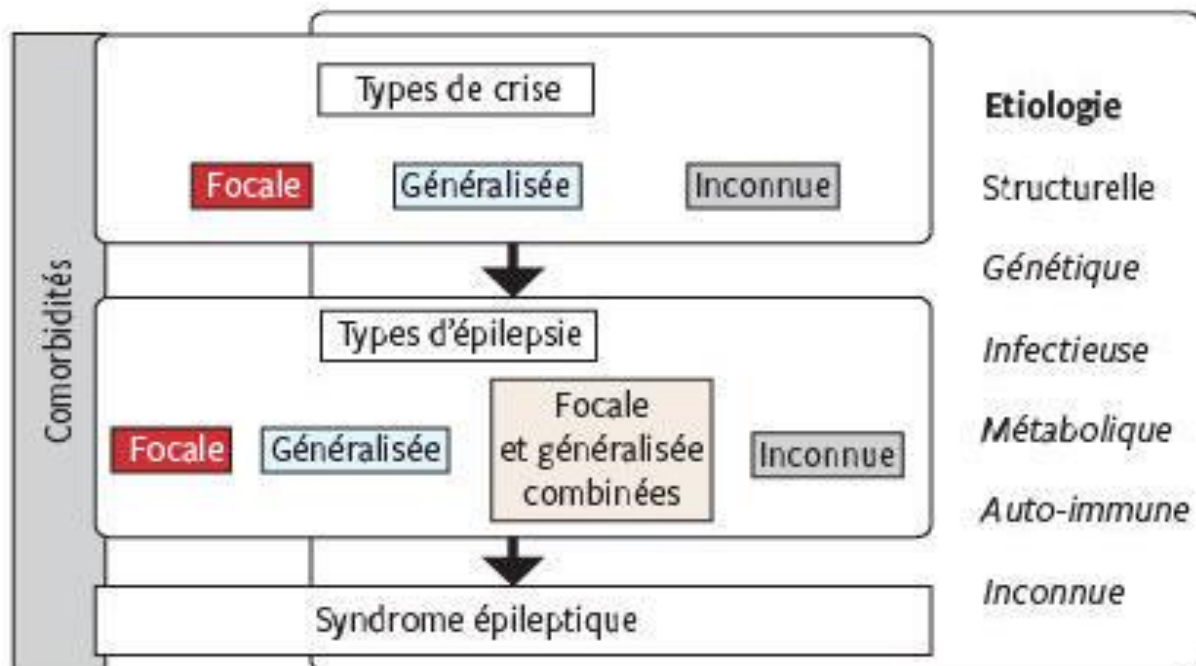 Comorbidités
Types de crise
Focale
Généralisée
Inconnue
Types d'épilepsie
Focale
Généralisée
Focale
et généralisée
combinées
Inconnue
Syndrome épileptique
Etiologie
Structurelle
Génétique
Infectieuse
Métabolique
Auto-immune
Inconnue